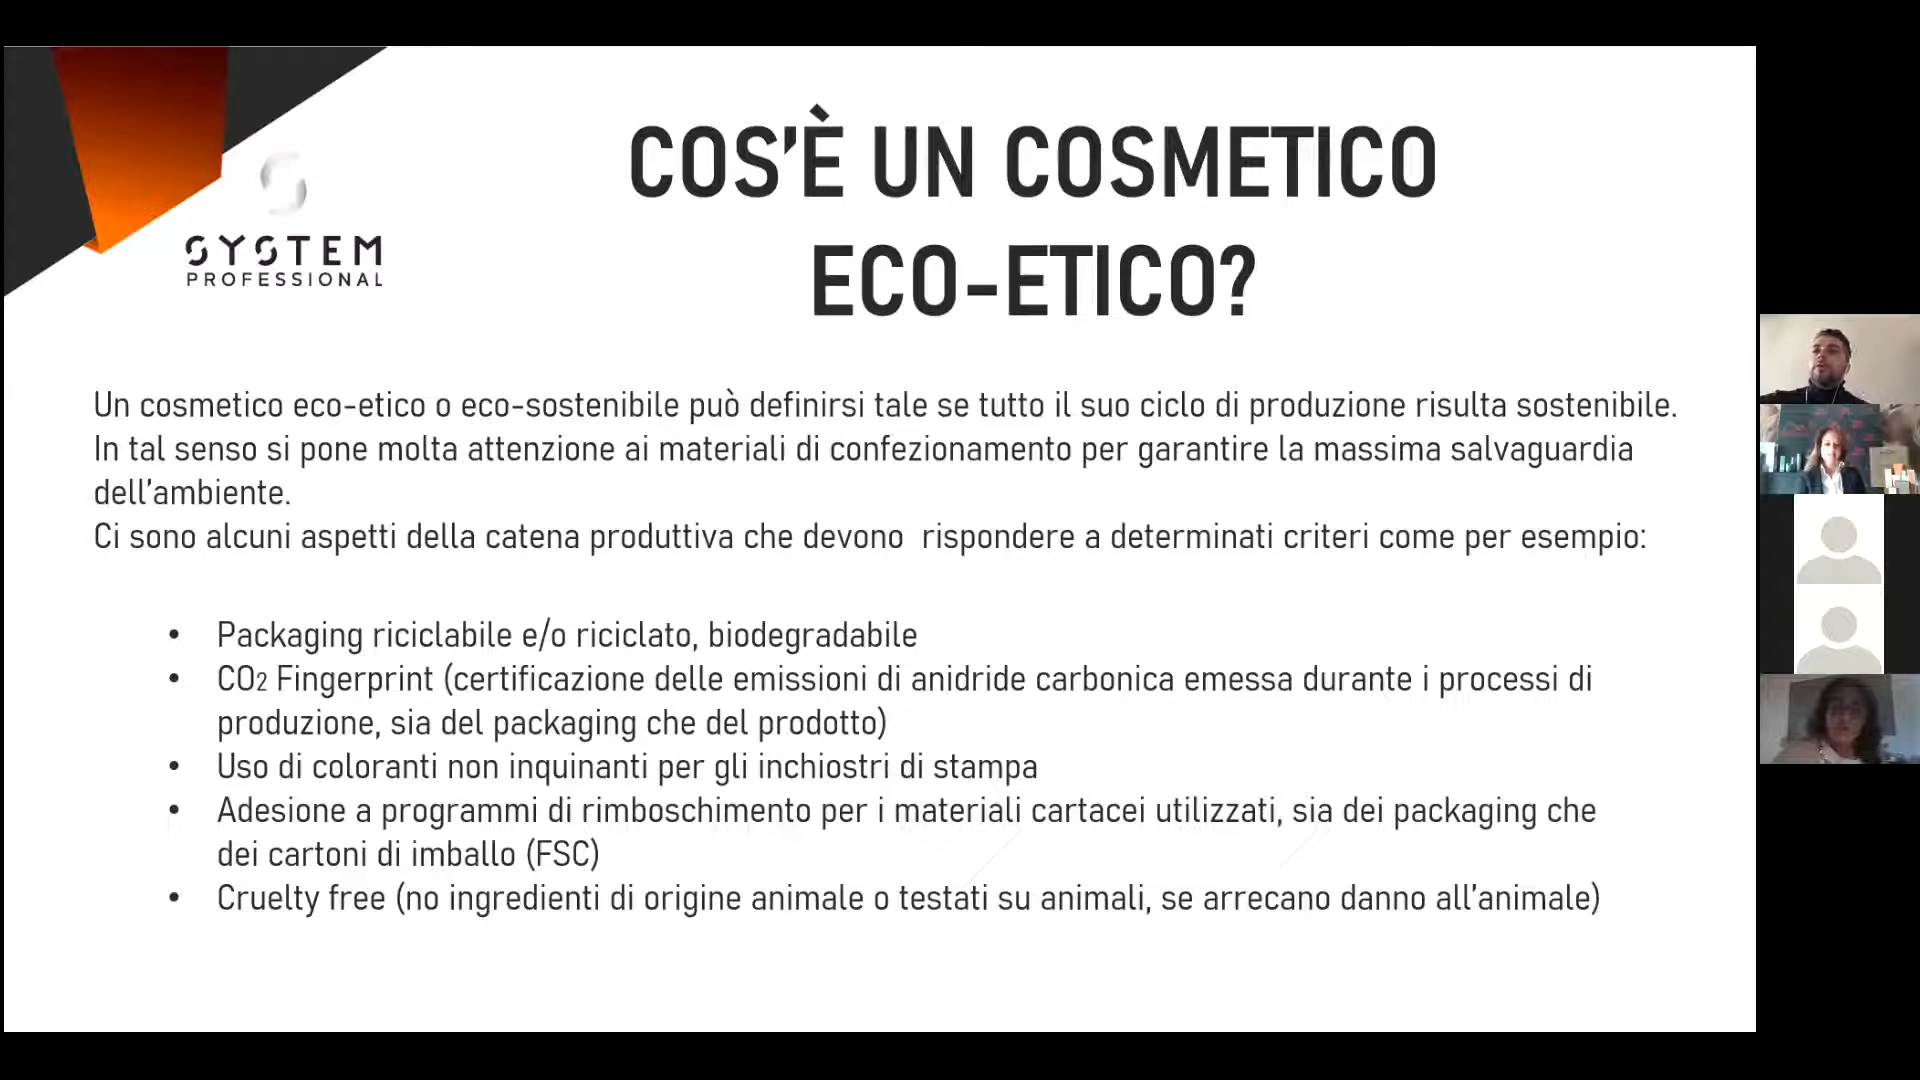 SYSTEM
PROFESSIONAL
COS'È UN COSMETICO
ECO-ETICO?
Un cosmetico eco-etico o eco-sostenibile può definirsi tale se tutto il suo ciclo di produzione risulta sostenibile.
In tal senso si pone molta attenzione ai materiali di confezionamento per garantire la massima salvaguardia
dell'ambiente.
Ci sono alcuni aspetti della catena produttiva che devono  rispondere a determinati criteri come per esempio:
• Packaging riciclabile e/o riciclato, biodegradabile
• CO2 Fingerprint (certificazione delle emissioni di anidride carbonica emessa durante i processi di
produzione, sia del packaging che del prodotto)
• Uso di coloranti non inquinanti per gli inchiostri di stampa
• Adesione a programmi di rimboschimento per i materiali cartacei utilizzati, sia dei packaging che
dei cartoni di imballo (FSC)
• Cruelty free (no ingredienti di origine animale o testati su animali, se arrecano danno all'animale)